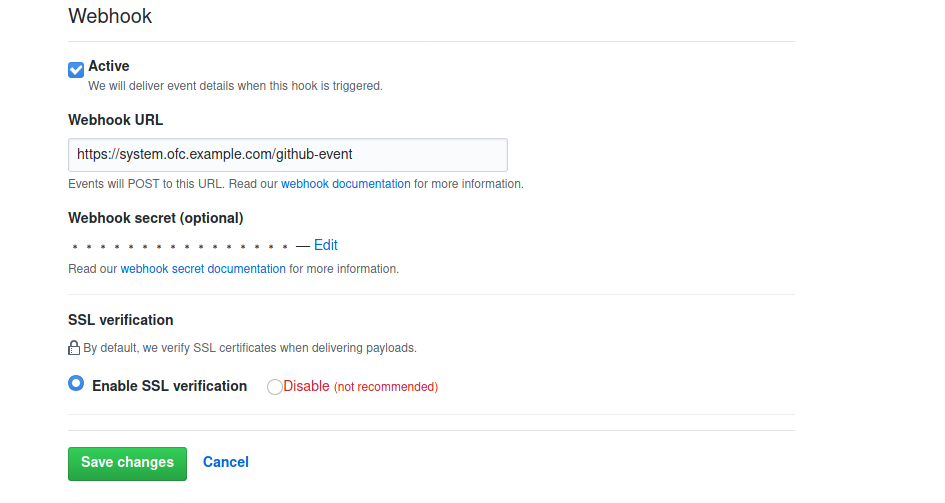 Webhook
Active
We will deliver event details when this hook is triggered.
Webhook URL
https://system.ofc.example.com/github-event
Events will POST to this URL. Read our webhook documentation for more information.
Webhook secret (optional)
* * * * * * * * * * * * * * * * — Edit
Read our webhook secret documentation for more information.
SSL verification
By default, we verify SSL certificates when delivering payloads.
Enable SSL verification Disable (not recommended)
Save changes Cancel